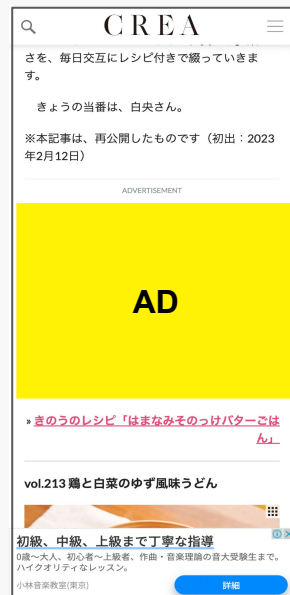 CREA
さを、毎日交互にレシピ付きで綴っていきま
す。
きょうの当番は、白央さん。
※本記事は、再公開したものです（初出：2023
年2月12日）
ADVERTISEMENT
AD
» きのうのレシピ「はまなみそのっけバターごは
ん」
vol.213 鶏と白菜のゆず風味うどん
初級、中級、上級まで丁寧な指導
0歳〜大人、初心者〜上級者、作曲・音楽理論の音大受験生まで。
ハイクオリティなレッスン。
小林音楽教室(東京)
詳細